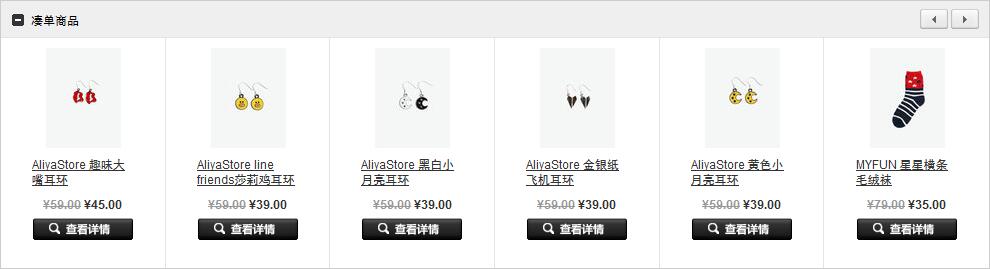 凑单商品
AliyaStore 趣味大
嘴耳环
¥59.00 ¥45.00
查看详情
AliyaStore line
friends莎莉鸡耳环
¥59.00 ¥39.00
查看详情
AliyaStore 黑白小
月亮耳环
¥59.00 ¥39.00
查看详情
AliyaStore 金银纸
飞机耳环
¥59.00 ¥39.00
查看详情
AliyaStore 黄色小
月亮耳环
¥59.00 ¥39.00
查看详情
MYFUN 星星横条
毛绒袜
¥79.00 ¥35.00
查看详情